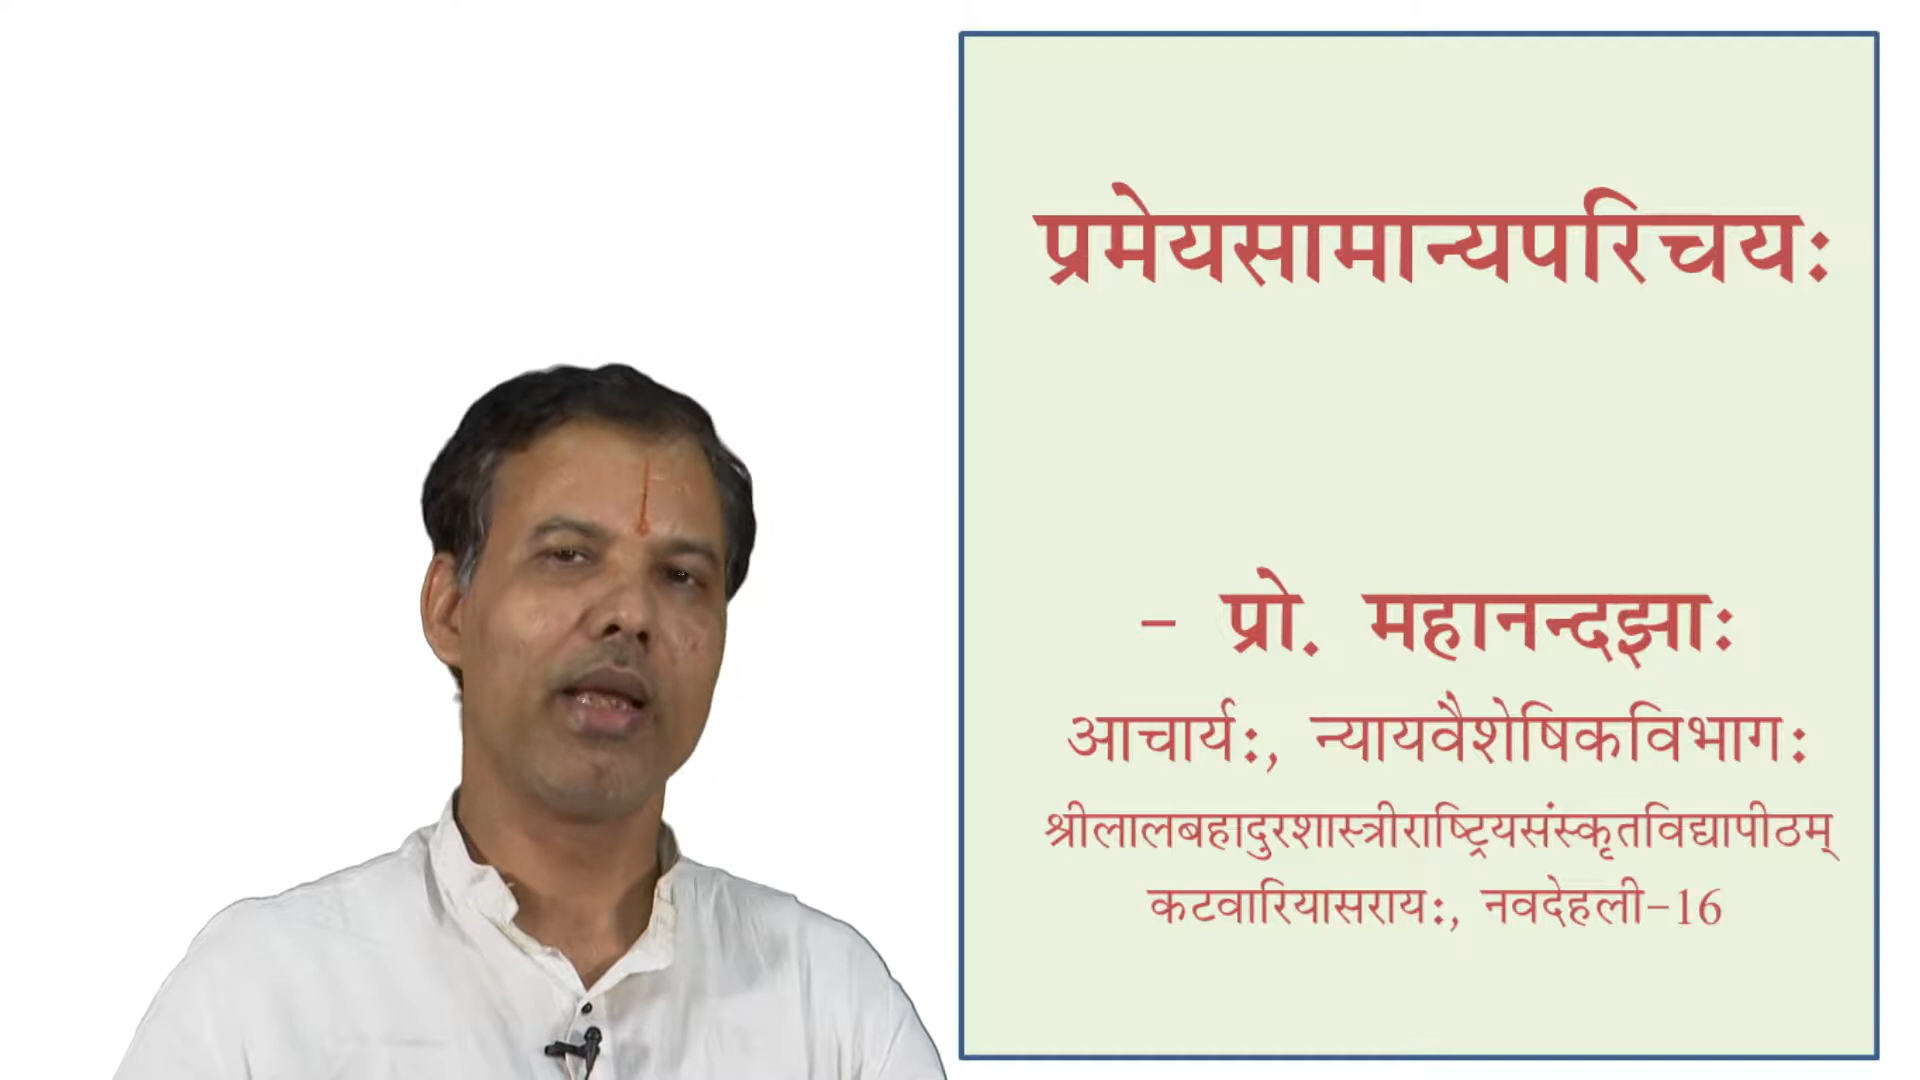 प्रमेयसामान्यपरिचयः
- प्रो. महानन्दझाः
आचार्यः, न्यायवैशेषिकविभागः
श्रीलालबहादुरशास्त्रीराष्ट्रियसंस्कृतविद्यापीठम्
कटवारियासरायः, नवदेहली-16